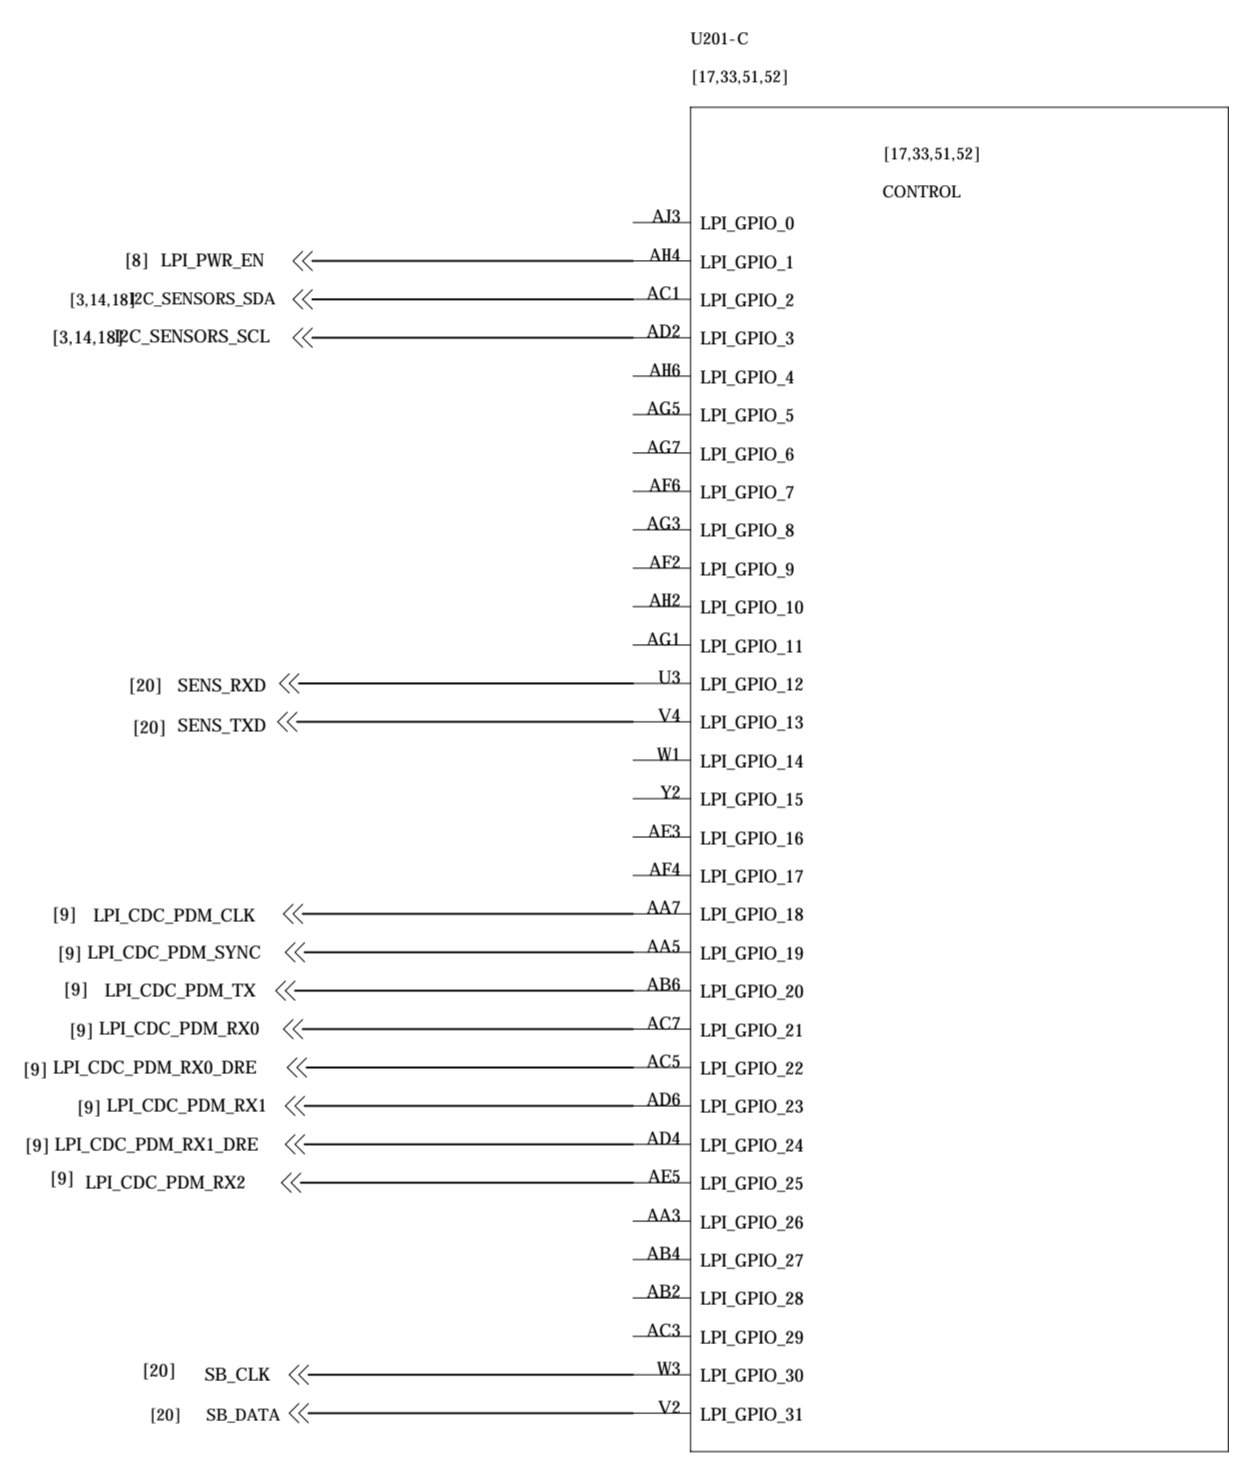 U201-C
[17,33,51,52]
[17,33,51,52]
CONTROL
AJ3 LPI_GPIO_0
[8] LPI_PWR_EN AH4 LPI_GPIO_1
[3,14,18] I2C_SENSORS_SDA AC1 LPI_GPIO_2
[3,14,18] I2C_SENSORS_SCL AD2 LPI_GPIO_3
AH6 LPI_GPIO_4
AG5 LPI_GPIO_5
AG7 LPI_GPIO_6
AF6 LPI_GPIO_7
AG3 LPI_GPIO_8
AF2 LPI_GPIO_9
AH2 LPI_GPIO_10
AG1 LPI_GPIO_11
[20] SENS_RXD U3 LPI_GPIO_12
[20] SENS_TXD V4 LPI_GPIO_13
W1 LPI_GPIO_14
Y2 LPI_GPIO_15
AE3 LPI_GPIO_16
AF4 LPI_GPIO_17
[9] LPI_CDC_PDM_CLK AA7 LPI_GPIO_18
[9] LPI_CDC_PDM_SYNC AA5 LPI_GPIO_19
[9] LPI_CDC_PDM_TX AB6 LPI_GPIO_20
[9] LPI_CDC_PDM_RX0 AC7 LPI_GPIO_21
[9] LPI_CDC_PDM_RX0_DRE AC5 LPI_GPIO_22
[9] LPI_CDC_PDM_RX1 AD6 LPI_GPIO_23
[9] LPI_CDC_PDM_RX1_DRE AD4 LPI_GPIO_24
[9] LPI_CDC_PDM_RX2 AE5 LPI_GPIO_25
AA3 LPI_GPIO_26
AB4 LPI_GPIO_27
AB2 LPI_GPIO_28
AC3 LPI_GPIO_29
[20] SB_CLK W3 LPI_GPIO_30
[20] SB_DATA V2 LPI_GPIO_31